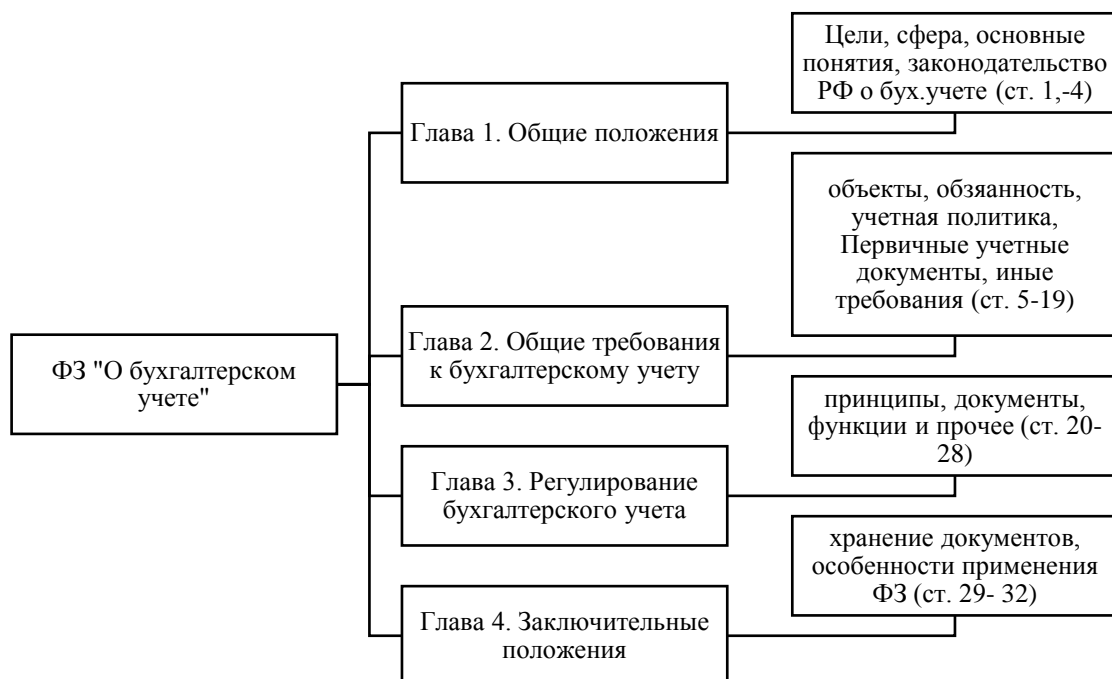 ФЗ "О бухгалтерском
учете"
Глава 1. Общие положения
Цели, сфера, основные
понятия, законодательство
РФ о бух.учете (ст. 1,-4)
Глава 2. Общие требования
к бухгалтерскому учету
объекты, обзяанность,
учетная политика,
Первичные учетные
документы, иные
требования (ст. 5-19)
Глава 3. Регулирование
бухгалтерского учета
принципы, документы,
функции и прочее (ст. 20-
28)
Глава 4. Заключительные
положения
хранение документов,
особенности применения
ФЗ (ст. 29- 32)